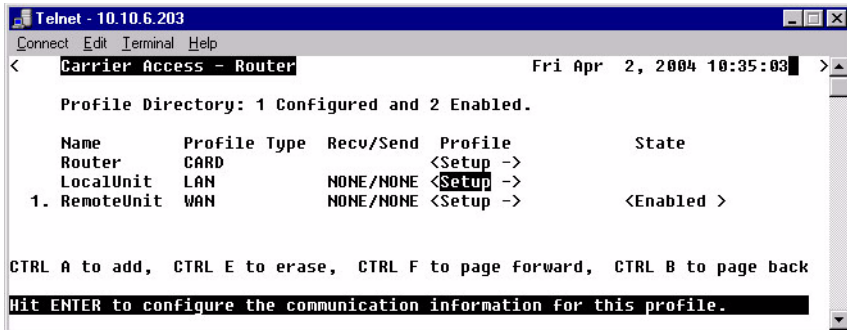 Telnet - 10.10.6.203
Connect Edit Terminal Help
< Carrier Access - Router Fri Apr 2, 2004 10:35:03 >
Profile Directory: 1 Configured and 2 Enabled.
Name Profile Type Recv/Send Profile State
Router CARD <Setup ->
LocalUnit LAN NONE/NONE <Setup ->
1. RemoteUnit WAN NONE/NONE <Setup -> <Enabled >
CTRL A to add, CTRL E to erase, CTRL F to page forward, CTRL B to page back
Hit ENTER to configure the communication information for this profile.